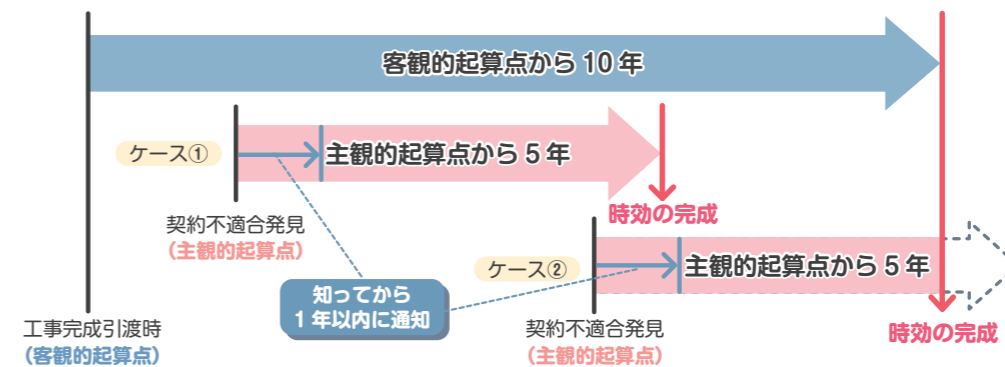 客観的起算点から 10 年
ケース①
主観的起算点から 5 年
契約不適合発見
（主観的起算点）
時効の完成
ケース②
主観的起算点から 5 年
知ってから
1 年以内に通知
工事完成引渡時
（客観的起算点）
契約不適合発見
（主観的起算点）
時効の完成